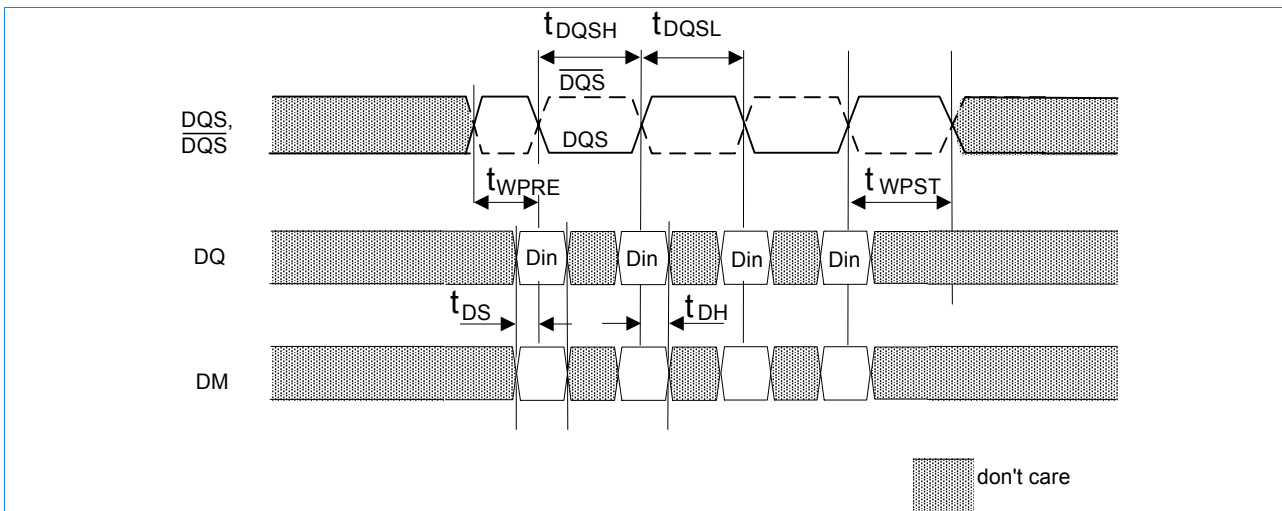 tDQSH tDQSL
DQS
DQS,
DQS
DQS
tWPRE
tWPST
DQ
Din Din Din Din
tDS
tDH
DM
don't care